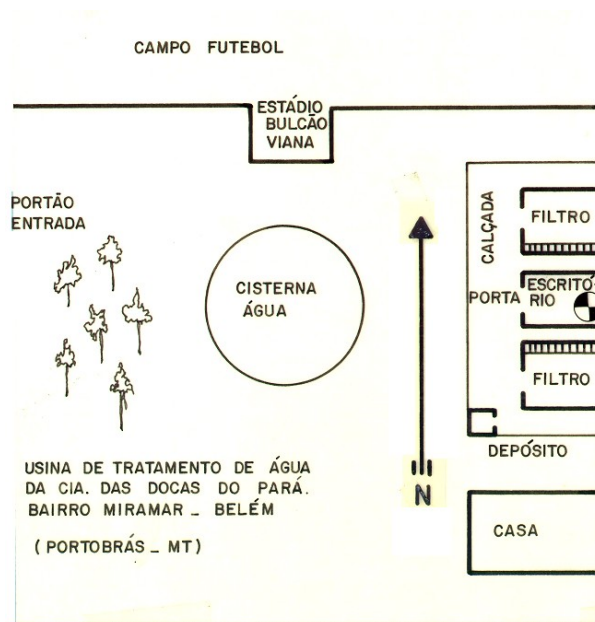 CAMPO FUTEBOL
ESTÁDIO
BULCÃO
VIANA
PORTÃO
ENTRADA
CALÇADA
FILTRO
CISTERNA
ÁGUA
PORTA
ESCRITÓ-
RIO
FILTRO
DEPÓSITO
USINA DE TRATAMENTO DE ÁGUA
DA CIA. DAS DOCAS DO PARÁ.
BAIRRO MIRAMAR _ BELÉM
(PORTOBRÁS _ MT)
N
CASA